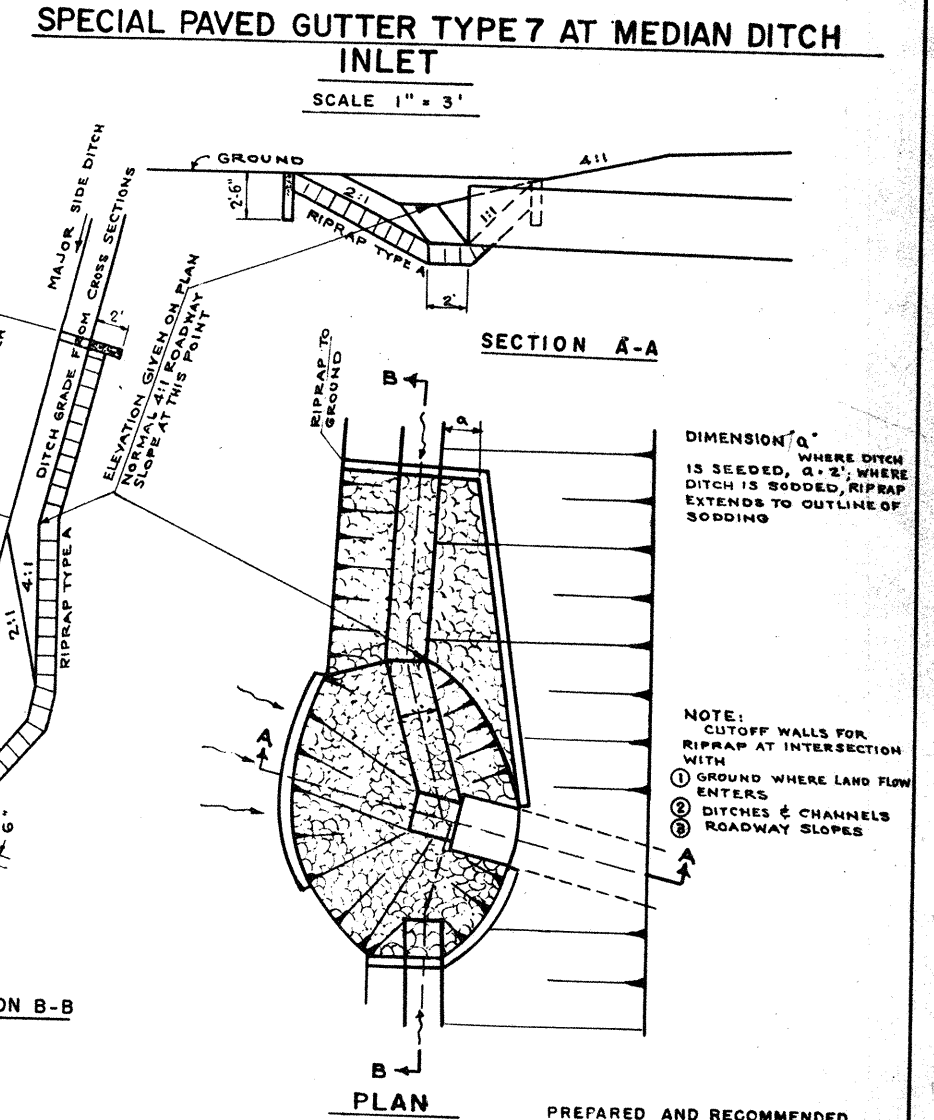 SPECIAL PAVED GUTTER TYPE 7 AT MEDIAN DITCH
INLET
SCALE 1" = 3'
GROUND
4:1
2'-6"
2:1
1:1
RIPRAP TYPE A
2'
SECTION A-A
MAJOR SIDE DITCH
DITCH GRADE FROM CROSS SECTIONS
2'
ELEVATION GIVEN ON PLAN
NORMAL 4:1 ROADWAY
SLOPE AT THIS POINT
2:1
4:1
RIPRAP TYPE A
6"
ON B-B
RIPRAP TO
GROUND
B
a
DIMENSION "a"
WHERE DITCH
IS SEEDED, a = 2'; WHERE
DITCH IS SODDED, RIPRAP
EXTENDS TO OUTLINE OF
SODDING
A
NOTE:
CUTOFF WALLS FOR
RIPRAP AT INTERSECTION
WITH
① GROUND WHERE LAND FLOW
ENTERS
② DITCHES & CHANNELS
③ ROADWAY SLOPES
A
B
PLAN
PREPARED AND RECOMMENDED